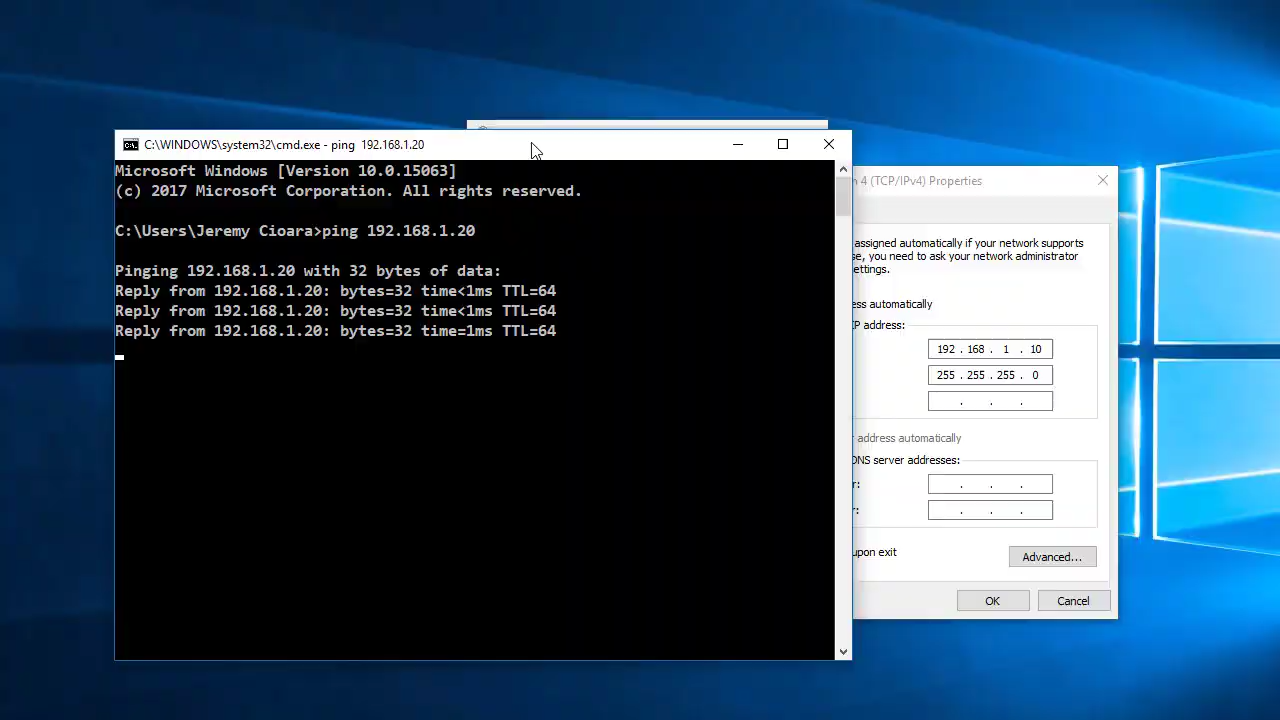 C:\WINDOWS\system32\cmd.exe - ping 192.168.1.20
Microsoft Windows [Version 10.0.15063]
(c) 2017 Microsoft Corporation. All rights reserved.
C:\Users\Jeremy Cioara>ping 192.168.1.20
Pinging 192.168.1.20 with 32 bytes of data:
Reply from 192.168.1.20: bytes=32 time<1ms TTL=64
Reply from 192.168.1.20: bytes=32 time<1ms TTL=64
Reply from 192.168.1.20: bytes=32 time=1ms TTL=64
n 4 (TCP/IPv4) Properties
assigned automatically if your network supports
se, you need to ask your network administrator
ettings.
ess automatically
IP address:
192 . 168 . 1 . 10
255 . 255 . 255 . 0
. . .
r address automatically
DNS server addresses:
r: . . .
r: . . .
upon exit
Advanced...
OK
Cancel